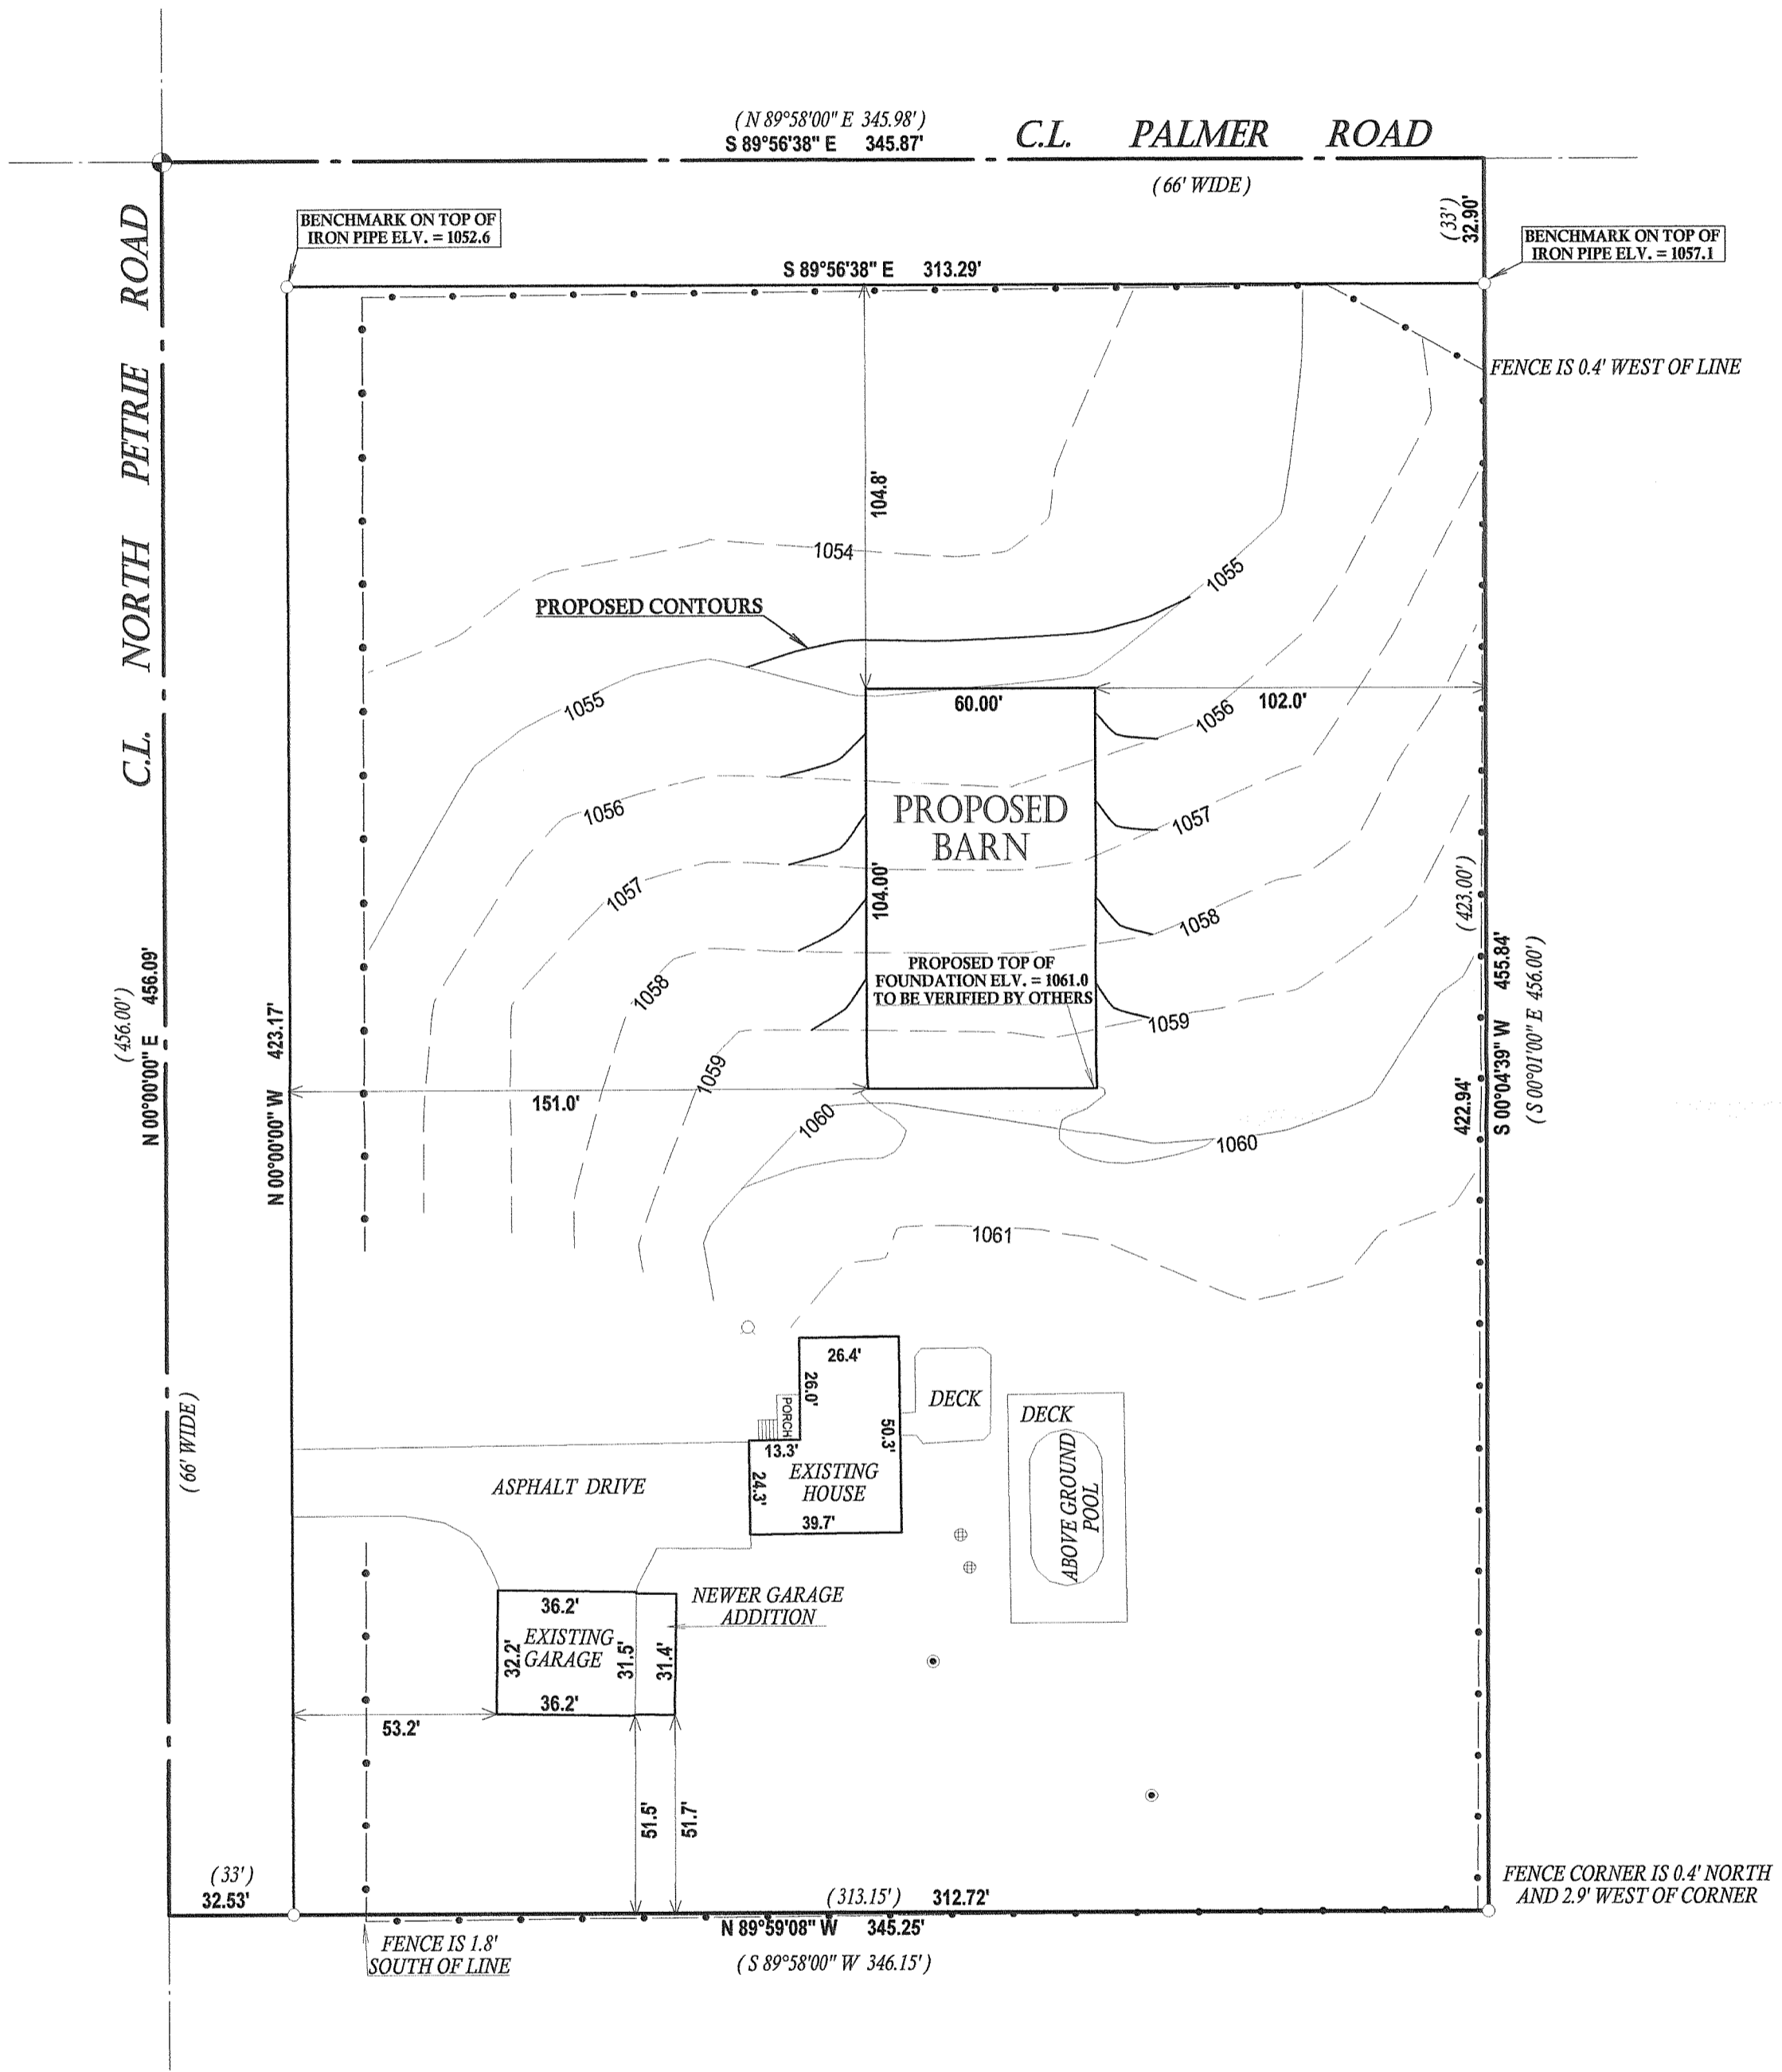 ( N 89°58'00" E 345.98' )
S 89°56'38" E 345.87'
C.L. PALMER ROAD
( 66' WIDE )
( 33' )
32.90'
BENCHMARK ON TOP OF
IRON PIPE ELV. = 1052.6
BENCHMARK ON TOP OF
IRON PIPE ELV. = 1057.1
S 89°56'38" E 313.29'
C.L. NORTH PETRIE ROAD
FENCE IS 0.4' WEST OF LINE
104.8'
1054
1055
PROPOSED CONTOURS
1055
60.00'
102.0'
1056
1056
PROPOSED
BARN
1057
1057
104.00'
( 423.00' )
1058
1058
PROPOSED TOP OF
FOUNDATION ELV. = 1061.0
TO BE VERIFIED BY OTHERS
1059
1059
( 456.00' )
N 00°00'00" E 456.09'
N 00°00'00" W 423.17'
422.94'
S 00°04'39" W 455.84'
( S 00°01'00" E 456.00' )
151.0'
1060
1060
1061
26.4'
26.0'
PORCH
DECK
DECK
50.3'
13.3'
( 66' WIDE )
EXISTING
HOUSE
24.3'
ASPHALT DRIVE
39.7'
ABOVE GROUND
POOL
NEWER GARAGE
ADDITION
36.2'
EXISTING
GARAGE
32.2'
31.5'
31.4'
36.2'
53.2'
51.5'
51.7'
( 33' )
32.53'
( 313.15' ) 312.72'
FENCE CORNER IS 0.4' NORTH
AND 2.9' WEST OF CORNER
N 89°59'08" W 345.25'
( S 89°58'00" W 346.15' )
FENCE IS 1.8'
SOUTH OF LINE